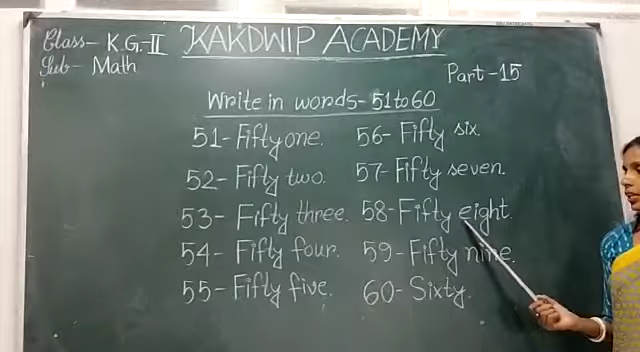 Class- K.G.-II
KAKDWIP ACADEMY
Sub- Math
Part-15
Write in words-51 to 60
51- Fifty one.
52- Fifty two.
53- Fifty three.
54- Fifty four.
55- Fifty five.
56- Fifty six.
57- Fifty seven.
58- Fifty eight.
59- Fifty nine.
60- Sixty.